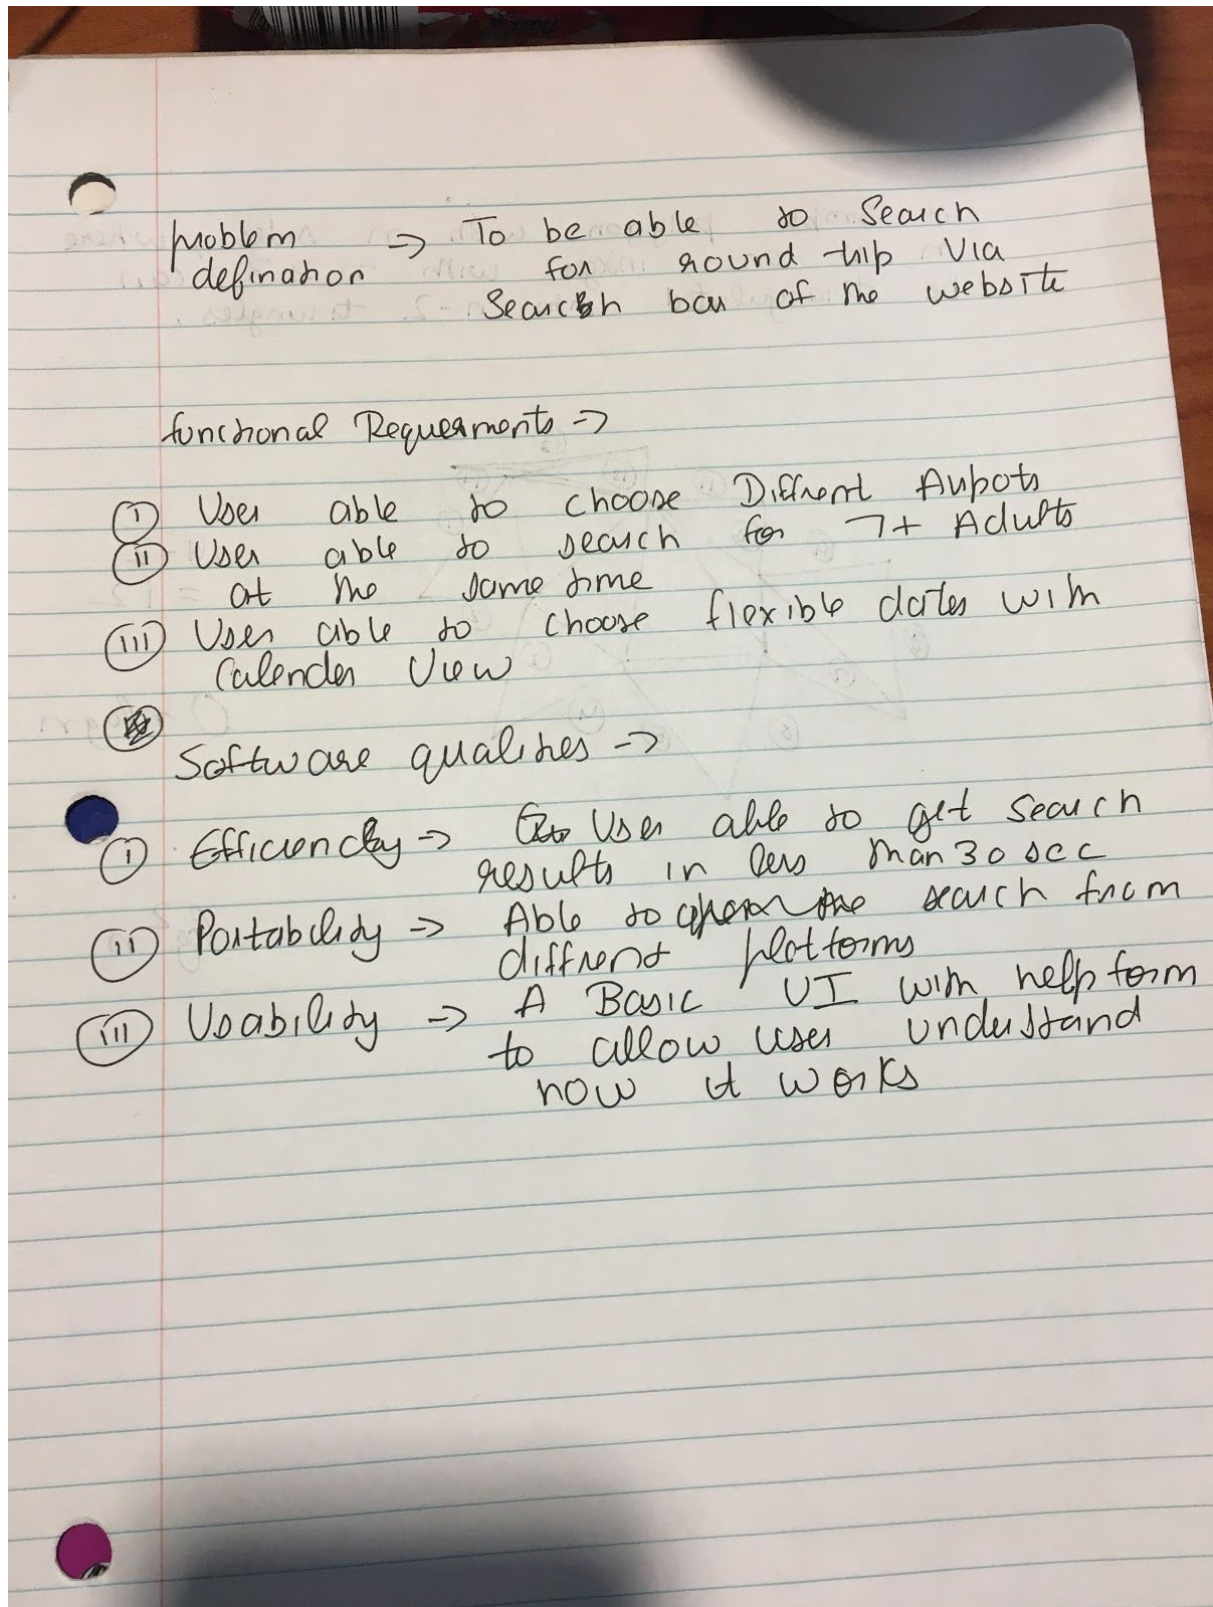 problem → To be able to Search
defination for round trip Via
Search bar of the website
functional Requerments →
(i) User able to choose Diffrent Airpots
(ii) User able to search for 7+ Adults
at the same time
(iii) User able to choose flexible dates with
Calender View
Software qualities →
(i) Efficiency → User able to get search
results in less than 30 sec
(ii) Portability → Able to the search from
diffrent platforms
(iii) Usability → A Basic UI with help form
to allow user understand
how it works